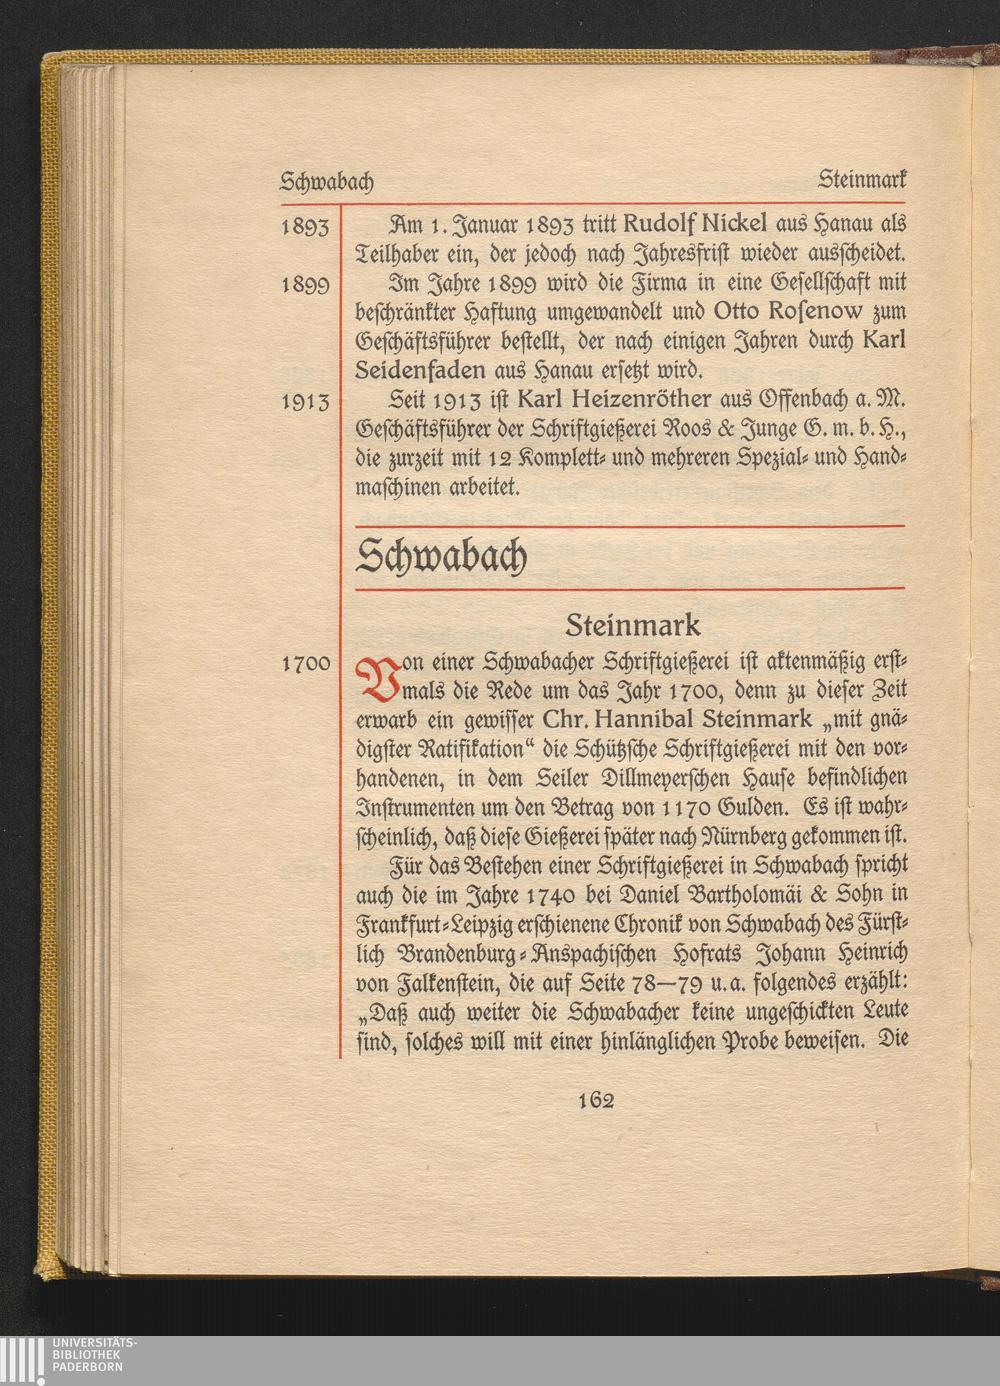 Schwabach Steinmark
1893 Am 1. Januar 1893 tritt Rudolf Nickel aus Hanau als
Teilhaber ein, der jedoch nach Jahresfrist wieder ausscheidet.
1899 Im Jahre 1899 wird die Firma in eine Gesellschaft mit
beschränkter Haftung umgewandelt und Otto Rosenow zum
Geschäftsführer bestellt, der nach einigen Jahren durch Karl
Seidenfaden aus Hanau ersetzt wird.
1913 Seit 1913 ist Karl Heizenröther aus Offenbach a. M.
Geschäftsführer der Schriftgießerei Roos & Junge G. m. b. H.,
die zurzeit mit 12 Komplett- und mehreren Spezial- und Hand-
maschinen arbeitet.
Schwabach
Steinmark
1700 Von einer Schwabacher Schriftgießerei ist aktenmäßig erst-
mals die Rede um das Jahr 1700, denn zu dieser Zeit
erwarb ein gewisser Chr. Hannibal Steinmark „mit gnä-
digster Ratifikation“ die Schützsche Schriftgießerei mit den vor-
handenen, in dem Seiler Dillmeyerschen Hause befindlichen
Instrumenten um den Betrag von 1170 Gulden. Es ist wahr-
scheinlich, daß diese Gießerei später nach Nürnberg gekommen ist.
Für das Bestehen einer Schriftgießerei in Schwabach spricht
auch die im Jahre 1740 bei Daniel Bartholomäi & Sohn in
Frankfurt-Leipzig erschienene Chronik von Schwabach des Fürst-
lich Brandenburg-Anspachischen Hofrats Johann Heinrich
von Falkenstein, die auf Seite 78—79 u. a. folgendes erzählt:
„Daß auch weiter die Schwabacher keine ungeschickten Leute
sind, solches will mit einer hinlänglichen Probe beweisen. Die
162
UNIVERSITÄTS-
BIBLIOTHEK
PADERBORN